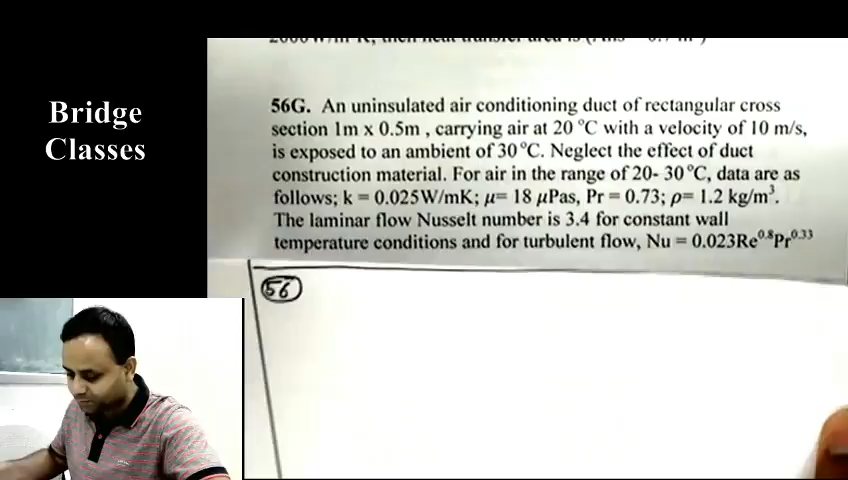 Bridge
Classes
56G. An uninsulated air conditioning duct of rectangular cross
section 1m x 0.5m , carrying air at 20 °C with a velocity of 10 m/s,
is exposed to an ambient of 30°C. Neglect the effect of duct
construction material. For air in the range of 20- 30°C, data are as
follows; k = 0.025W/mK; μ= 18 μPas, Pr = 0.73; ρ= 1.2 kg/m³.
The laminar flow Nusselt number is 3.4 for constant wall
temperature conditions and for turbulent flow, Nu = 0.023Re^0.8Pr^0.33
56